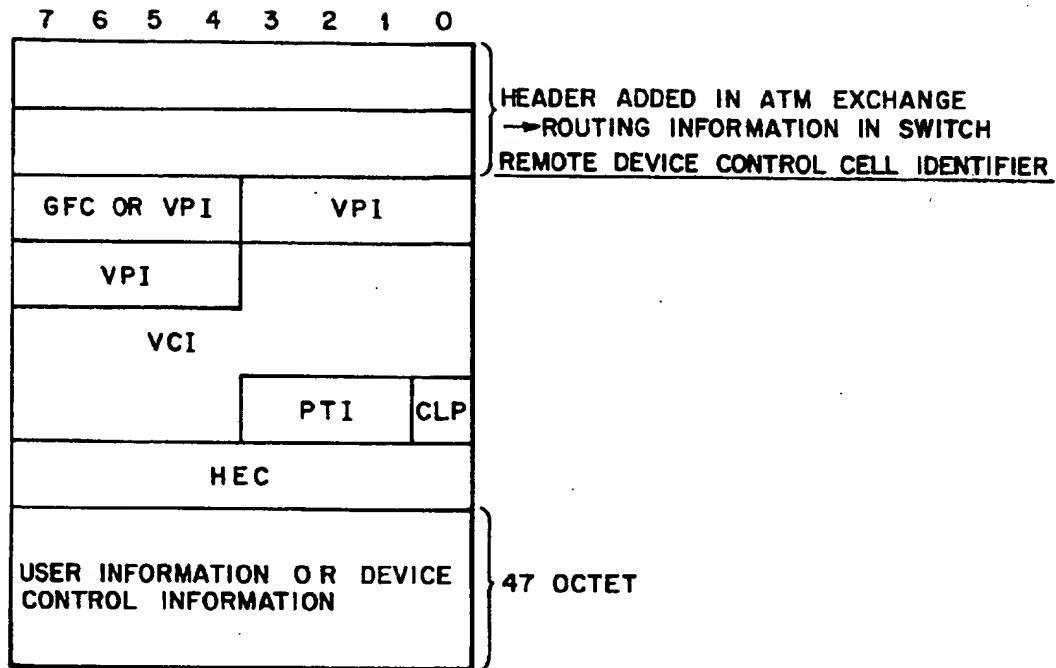 7 6 5 4 3 2 1 0
HEADER ADDED IN ATM EXCHANGE
→ROUTING INFORMATION IN SWITCH
REMOTE DEVICE CONTROL CELL IDENTIFIER
GFC OR VPI VPI
VPI
VCI
PTI CLP
HEC
USER INFORMATION OR DEVICE
CONTROL INFORMATION
47 OCTET